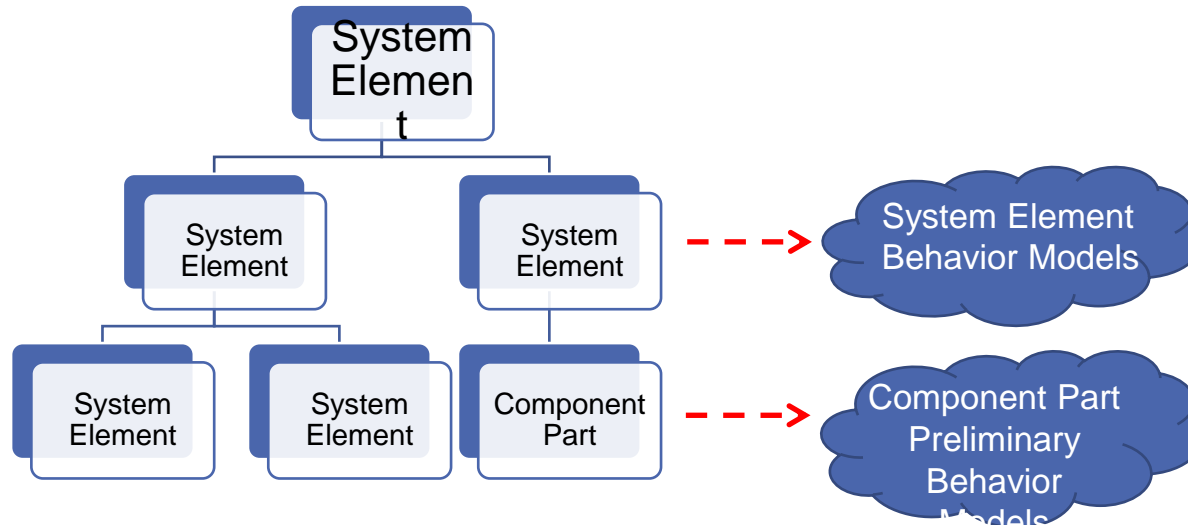 System
Elemen
t
System
Element
System
Element
System Element
Behavior Models
System
Element
System
Element
Component
Part
Component Part
Preliminary
Behavior
Models